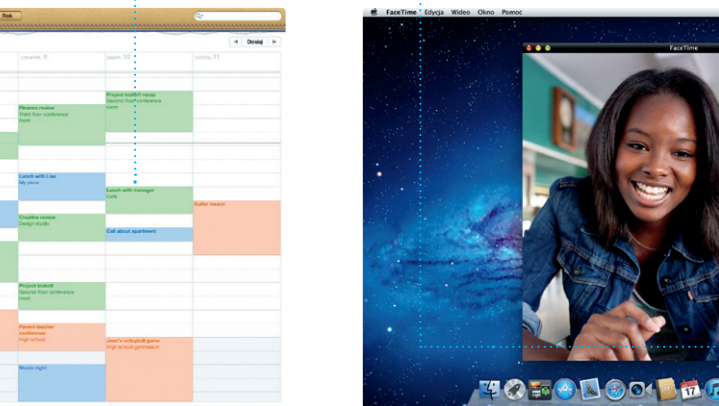 Rok
Dzisiaj
czwartek, 9
piątek, 10
sobota, 11
Project kickoff recap
Second-floor conference
room
Finance review
Third-floor conference
room
Lunch with Lisa
My place
Lunch with manager
Café
Guitar lesson
Creative review
Design studio
Call about apartment
Project kickoff
Second-floor conference
room
Parent-teacher
conference
High school
Jane's volleyball game
High school gymnasium
Movie night
FaceTime Edycja Wideo Okno Pomoc
FaceTime
17